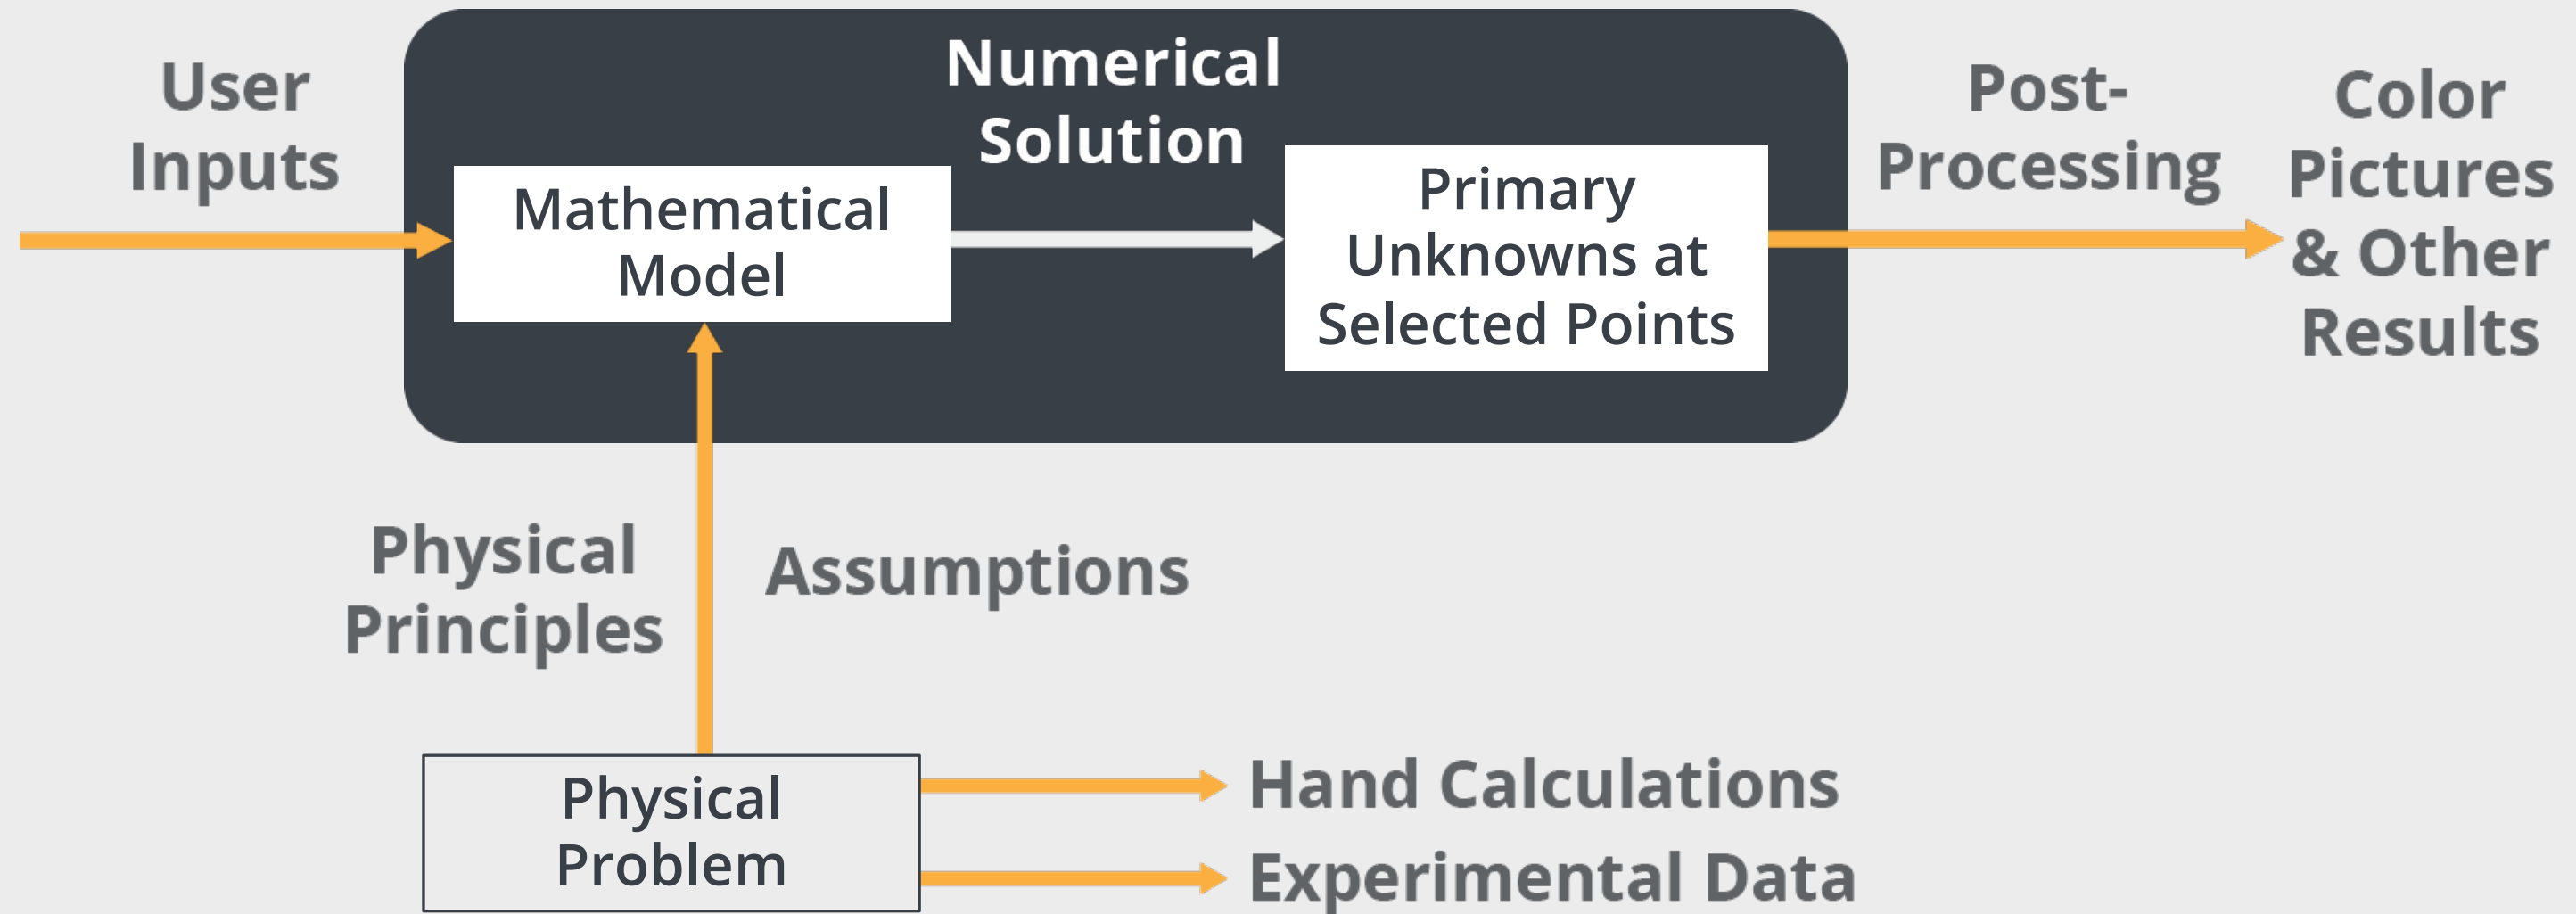 User
Inputs
Numerical
Solution
Mathematical
Model
Primary
Unknowns at
Selected Points
Post-
Processing
Color
Pictures
& Other
Results
Physical
Principles
Assumptions
Physical
Problem
Hand Calculations
Experimental Data